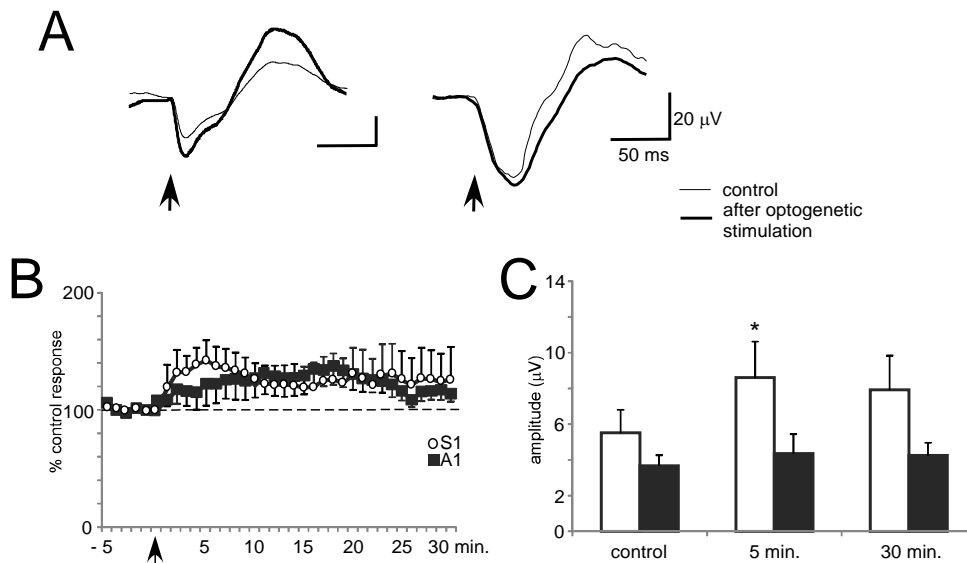 A
20 μV
50 ms
control
after optogenetic
stimulation
B
200
100
0
% control response
S1
A1
- 5 5 10 15 20 25 30 min.
C
14
10
6
2
0
amplitude (μV)
*
control 5 min. 30 min.